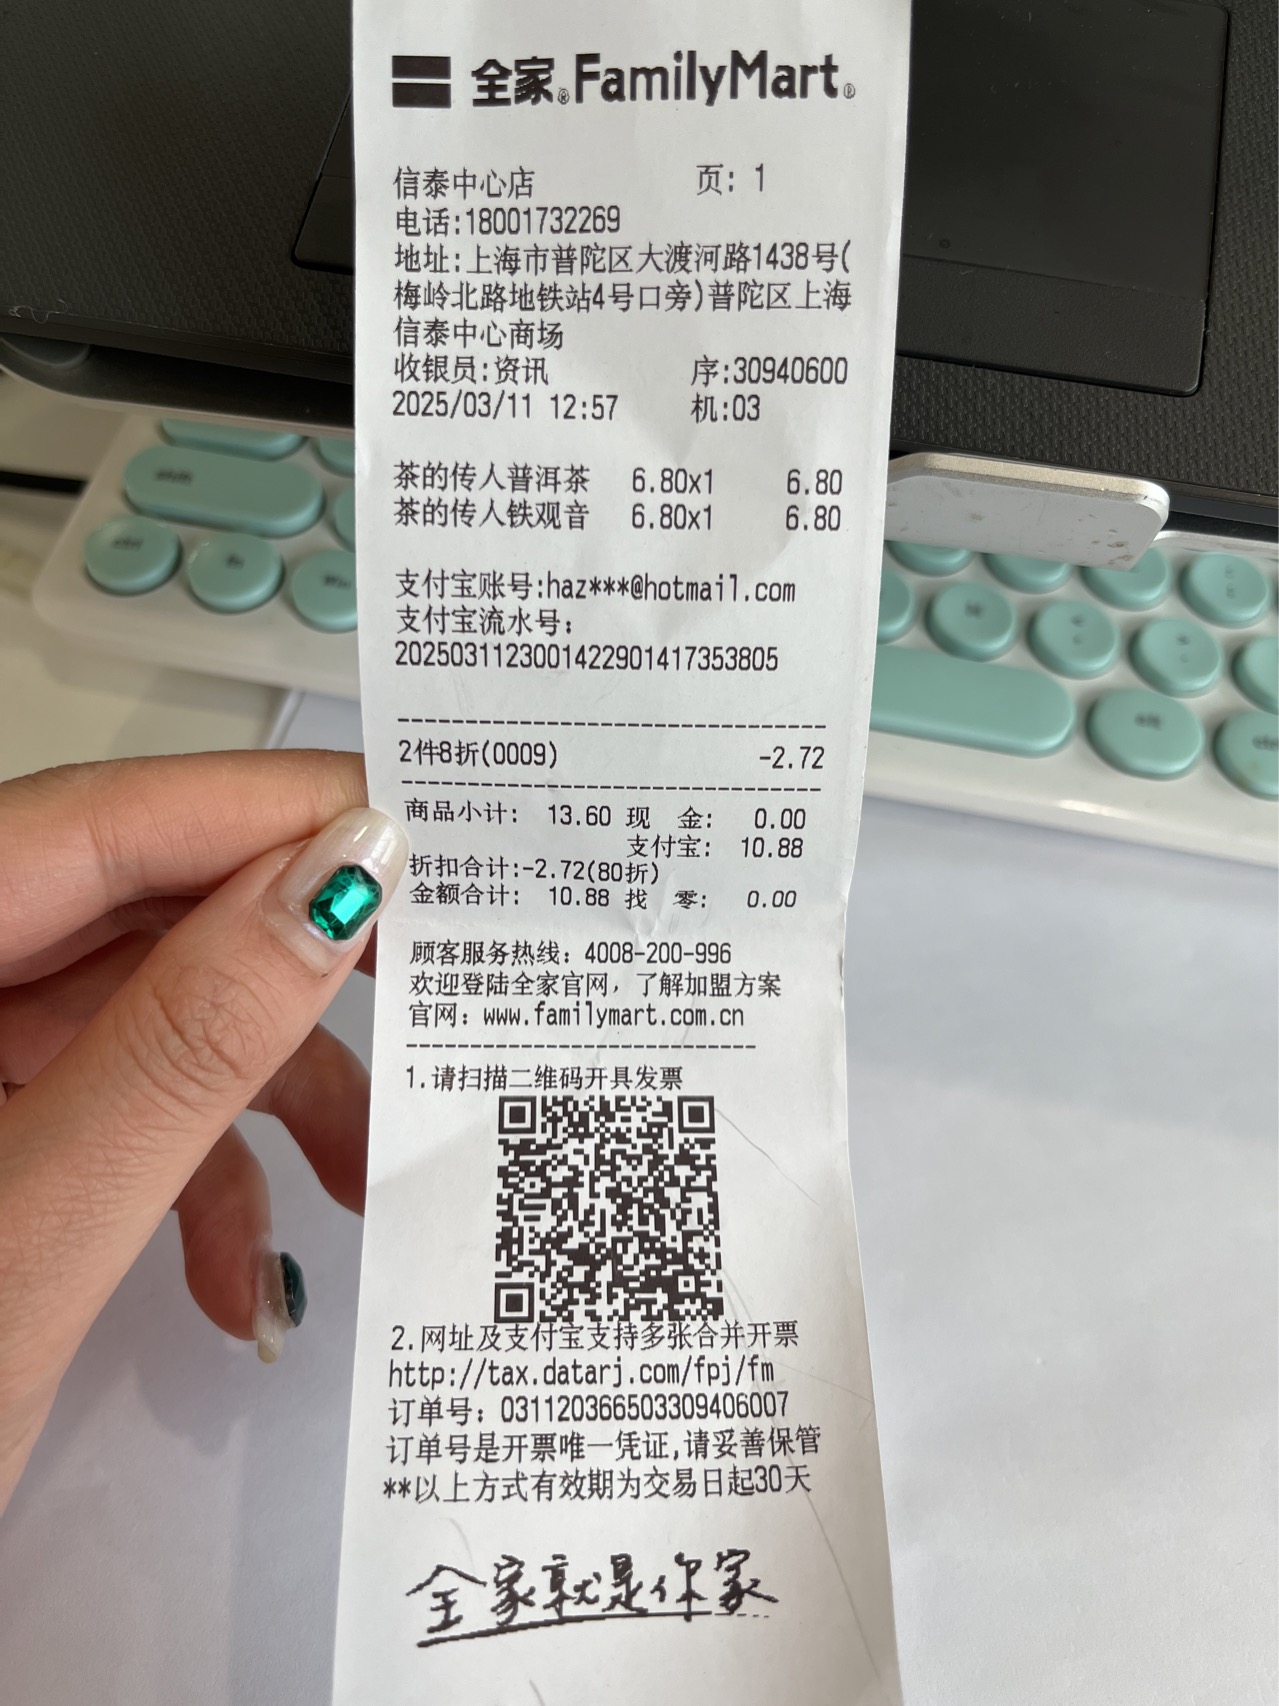 全家®FamilyMart®
信泰中心店 页: 1
电话:18001732269
地址:上海市普陀区大渡河路1438号(
梅岭北路地铁站4号口旁)普陀区上海
信泰中心商场
收银员:资讯 序:30940600
2025/03/11 12:57 机:03
茶的传人普洱茶 6.80x1 6.80
茶的传人铁观音 6.80x1 6.80
支付宝账号:haz***@hotmail.com
支付宝流水号:
2025031123001422901417353805
2件8折(0009) -2.72
商品小计: 13.60 现 金: 0.00
支付宝: 10.88
折扣合计:-2.72(80折)
金额合计: 10.88 找 零: 0.00
顾客服务热线: 4008-200-996
欢迎登陆全家官网，了解加盟方案
官网: www.familymart.com.cn
1.请扫描二维码开具发票
2.网址及支付宝支持多张合并开票
http://tax.datarj.com/fpj/fm
订单号: 031120366503309406007
订单号是开票唯一凭证,请妥善保管
**以上方式有效期为交易日起30天
全家就是你家